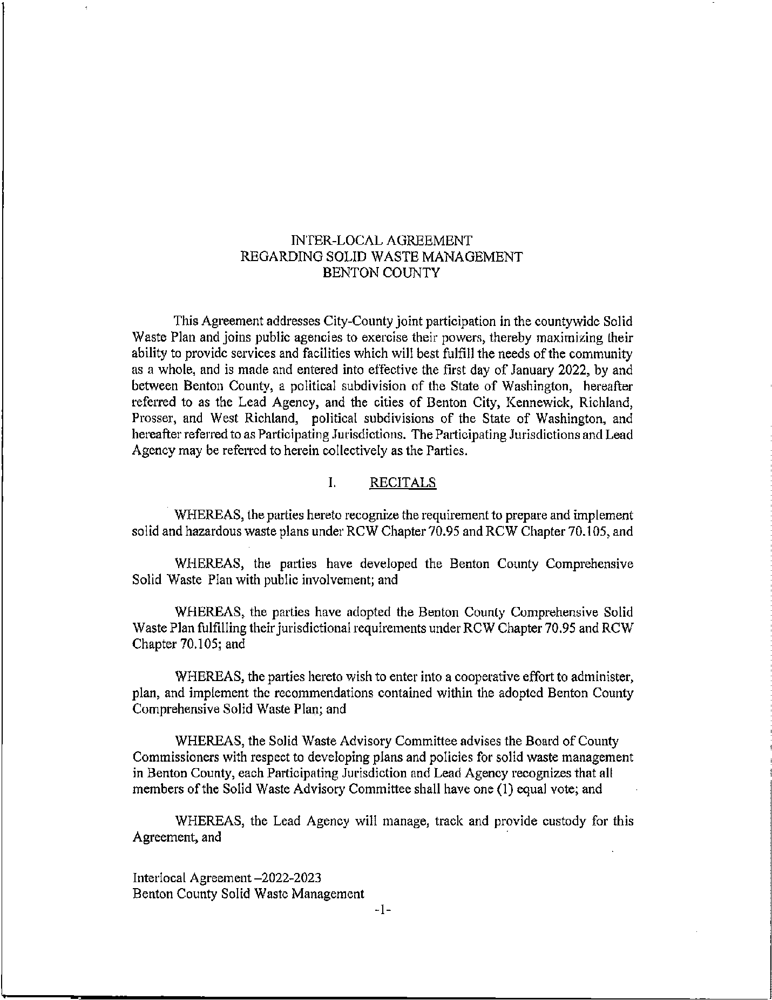 INTER-LOCAL AGREEMENT
REGARDING SOLID WASTE MANAGEMENT
BENTON COUNTY
This Agreement addresses City-County joint participation in the countywide Solid
Waste Plan and joins public agencies to exercise their powers, thereby maximizing their
ability to provide services and facilities which will best fulfill the needs of the community
as a whole, and is made and entered into effective the first day of January 2022, by and
between Benton County, a political subdivision of the State of Washington, hereafter
referred to as the Lead Agency, and the cities of Benton City, Kennewick, Richland,
Prosser, and West Richland, political subdivisions of the State of Washington, and
hereafter referred to as Participating Jurisdictions. The Participating Jurisdictions and Lead
Agency may be referred to herein collectively as the Parties.
I. RECITALS
WHEREAS, the parties hereto recognize the requirement to prepare and implement
solid and hazardous waste plans under RCW Chapter 70.95 and RCW Chapter 70.105, and
WHEREAS, the parties have developed the Benton County Comprehensive
Solid Waste Plan with public involvement; and
WHEREAS, the parties have adopted the Benton County Comprehensive Solid
Waste Plan fulfilling their jurisdictional requirements under RCW Chapter 70.95 and RCW
Chapter 70.105; and
WHEREAS, the parties hereto wish to enter into a cooperative effort to administer,
plan, and implement the recommendations contained within the adopted Benton County
Comprehensive Solid Waste Plan; and
WHEREAS, the Solid Waste Advisory Committee advises the Board of County
Commissioners with respect to developing plans and policies for solid waste management
in Benton County, each Participating Jurisdiction and Lead Agency recognizes that all
members of the Solid Waste Advisory Committee shall have one (1) equal vote; and
WHEREAS, the Lead Agency will manage, track and provide custody for this
Agreement, and
Interlocal Agreement –2022-2023
Benton County Solid Waste Management
-1-